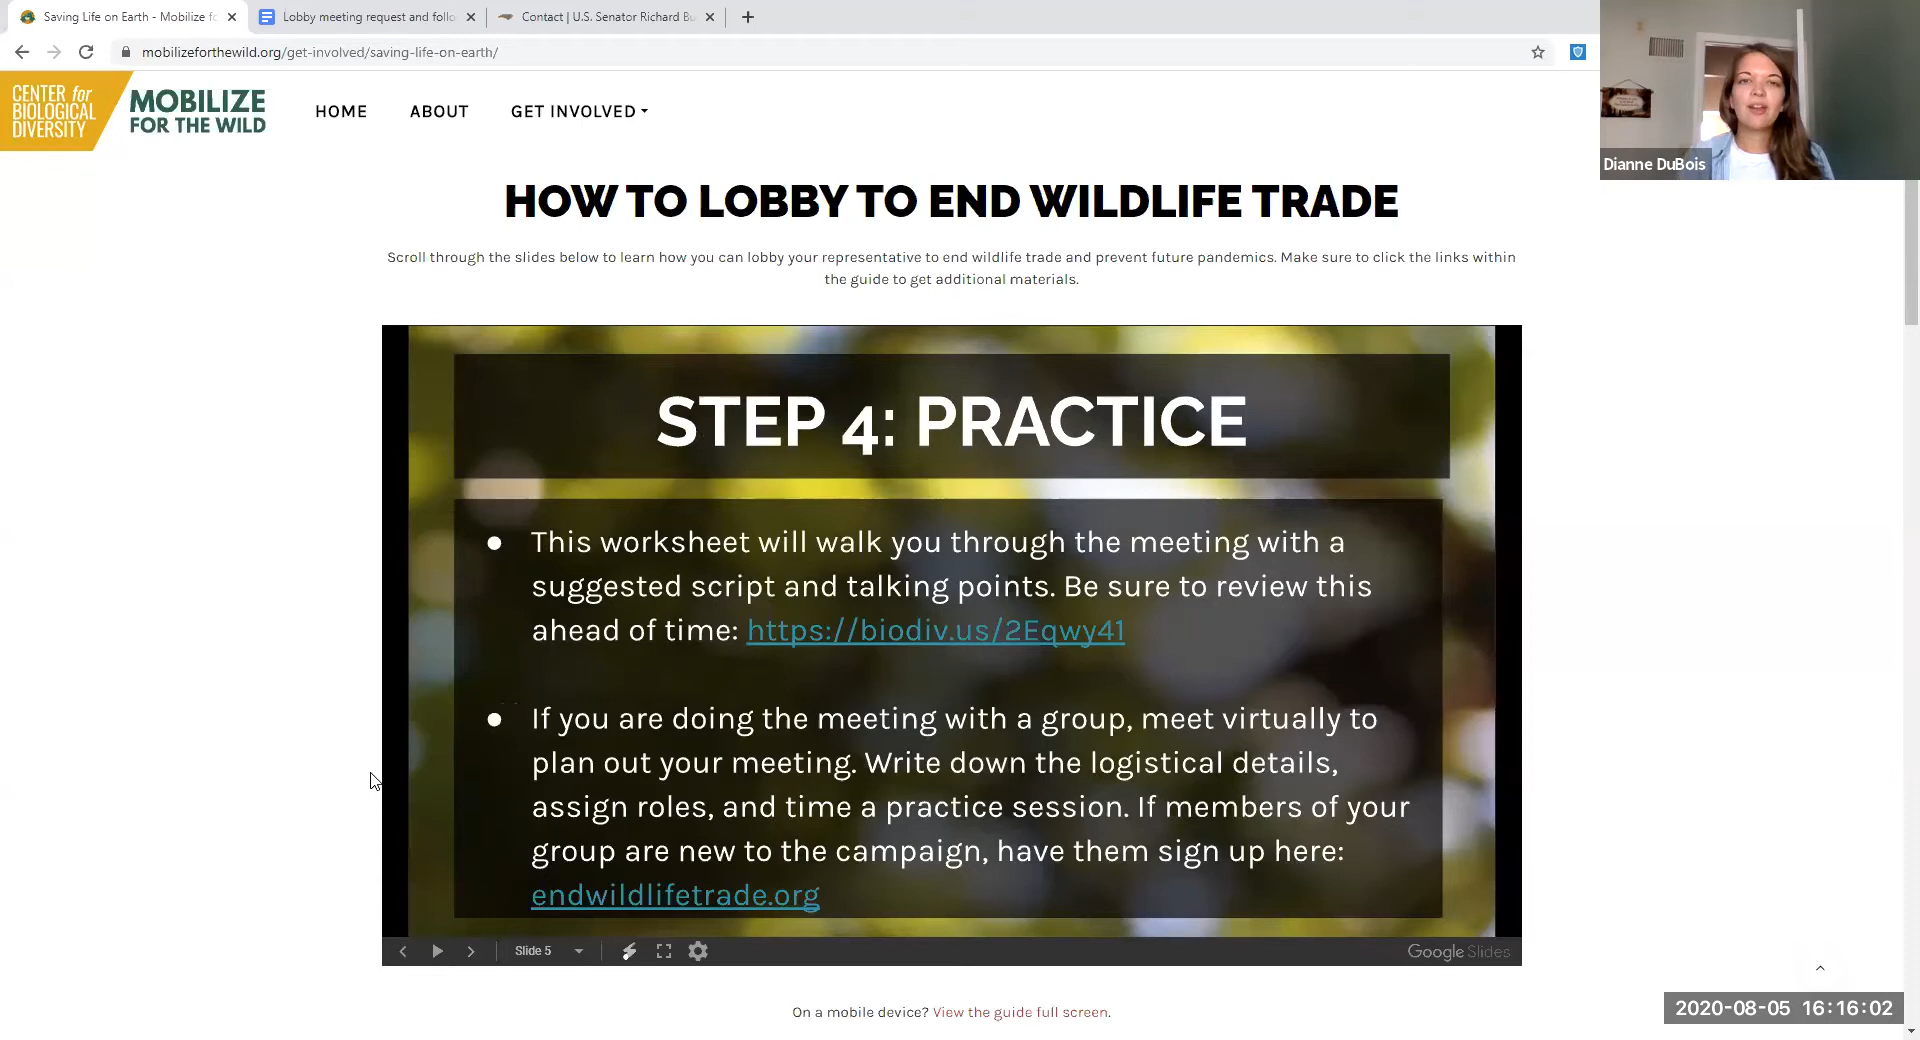 Saving Life on Earth - Mobilize f
Lobby meeting request and follo
Contact | U.S. Senator Richard Bu
mobilizeforthewild.org/get-involved/saving-life-on-earth/
CENTER for
BIOLOGICAL
DIVERSITY
MOBILIZE
FOR THE WILD
HOME
ABOUT
GET INVOLVED
Dianne DuBois
HOW TO LOBBY TO END WILDLIFE TRADE
Scroll through the slides below to learn how you can lobby your representative to end wildlife trade and prevent future pandemics. Make sure to click the links within
the guide to get additional materials.
STEP 4: PRACTICE
● This worksheet will walk you through the meeting with a
suggested script and talking points. Be sure to review this
ahead of time: https://biodiv.us/2Eqwy41
● If you are doing the meeting with a group, meet virtually to
plan out your meeting. Write down the logistical details,
assign roles, and time a practice session. If members of your
group are new to the campaign, have them sign up here:
endwildlifetrade.org
Slide 5
Google Slides
On a mobile device? View the guide full screen.
2020-08-05 16:16:02